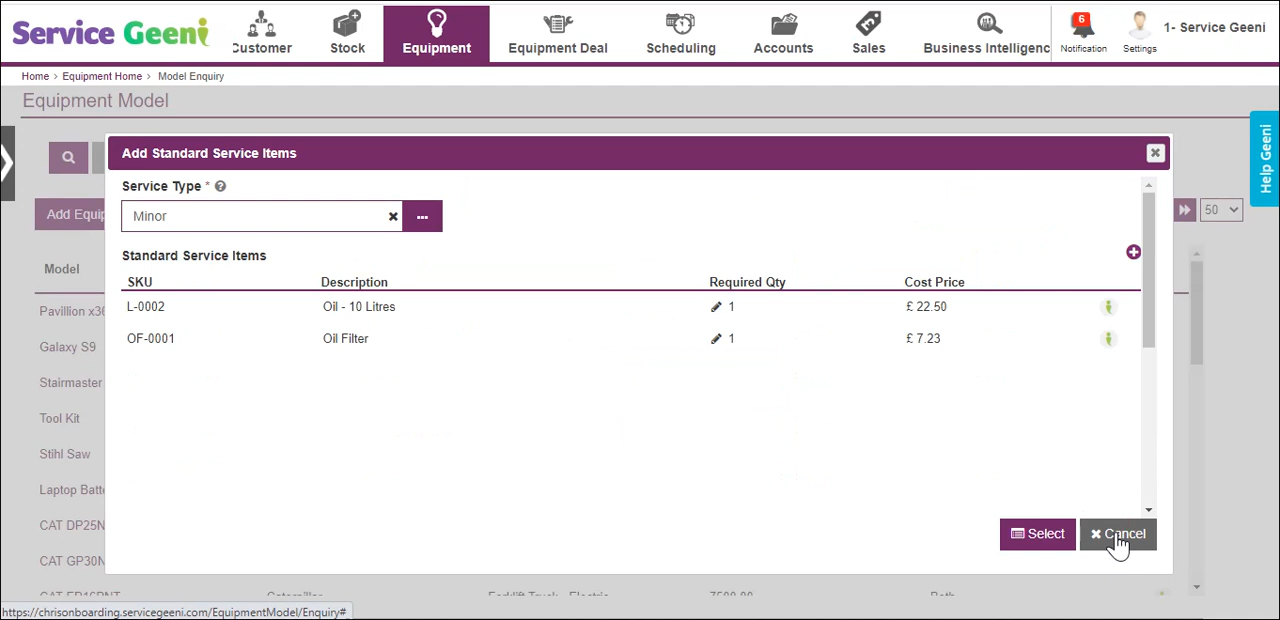 Service Geeni
Customer
Stock
Equipment
Equipment Deal
Scheduling
Accounts
Sales
Business Intelligenc
6
Notification
Settings
1- Service Geeni
Home > Equipment Home > Model Enquiry
Equipment Model
Help Geeni
Add Standard Service Items
Service Type * ?
Minor
...
Add Equip
50
Standard Service Items
SKU Description Required Qty Cost Price
L-0002 Oil - 10 Litres 1 £ 22.50
OF-0001 Oil Filter 1 £ 7.23
Select
Cancel
Model
Pavillion x36
Galaxy S9
Stairmaster
Tool Kit
Stihl Saw
Laptop Batte
CAT DP25N
CAT GP30N
https://chrisonboarding.servicegeeni.com/EquipmentModel/Enquiry#